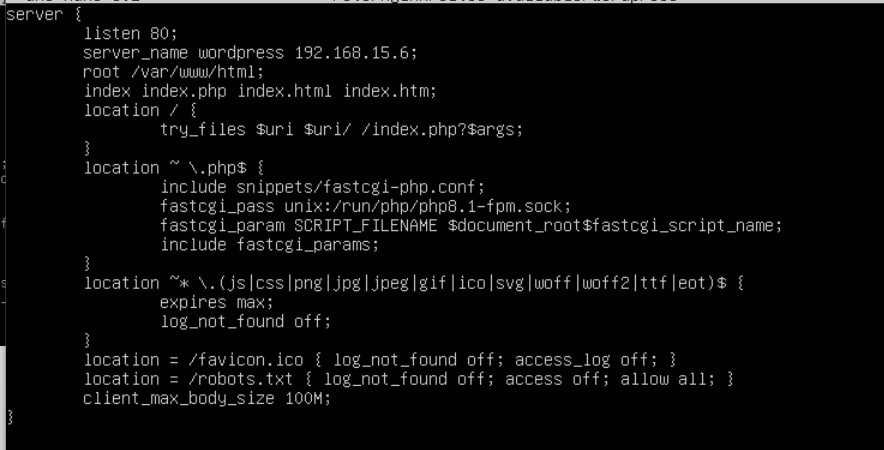 server {
        listen 80;
        server_name wordpress 192.168.15.6;
        root /var/www/html;
        index index.php index.html index.htm;
        location / {
                try_files $uri $uri/ /index.php?$args;
        }
        location ~ \.php$ {
                include snippets/fastcgi-php.conf;
                fastcgi_pass unix:/run/php/php8.1-fpm.sock;
                fastcgi_param SCRIPT_FILENAME $document_root$fastcgi_script_name;
                include fastcgi_params;
        }
        location ~* \.(js|css|png|jpg|jpeg|gif|ico|svg|woff|woff2|ttf|eot)$ {
                expires max;
                log_not_found off;
        }
        location = /favicon.ico { log_not_found off; access_log off; }
        location = /robots.txt { log_not_found off; access off; allow all; }
        client_max_body_size 100M;
}